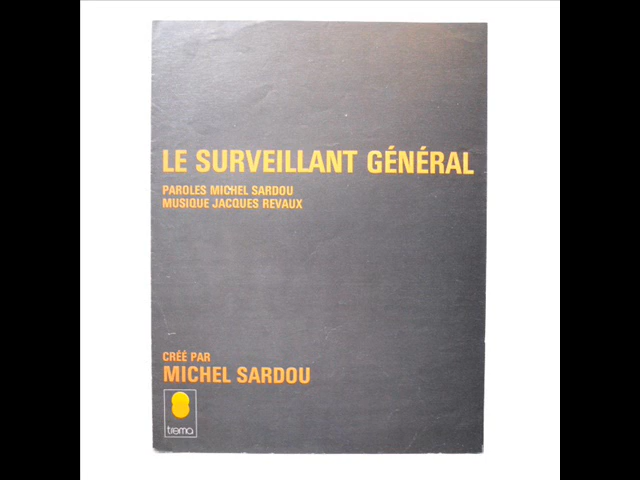 LE SURVEILLANT GÉNÉRAL
PAROLES MICHEL SARDOU
MUSIQUE JACQUES REVAUX
CRÉÉ PAR
MICHEL SARDOU
trema